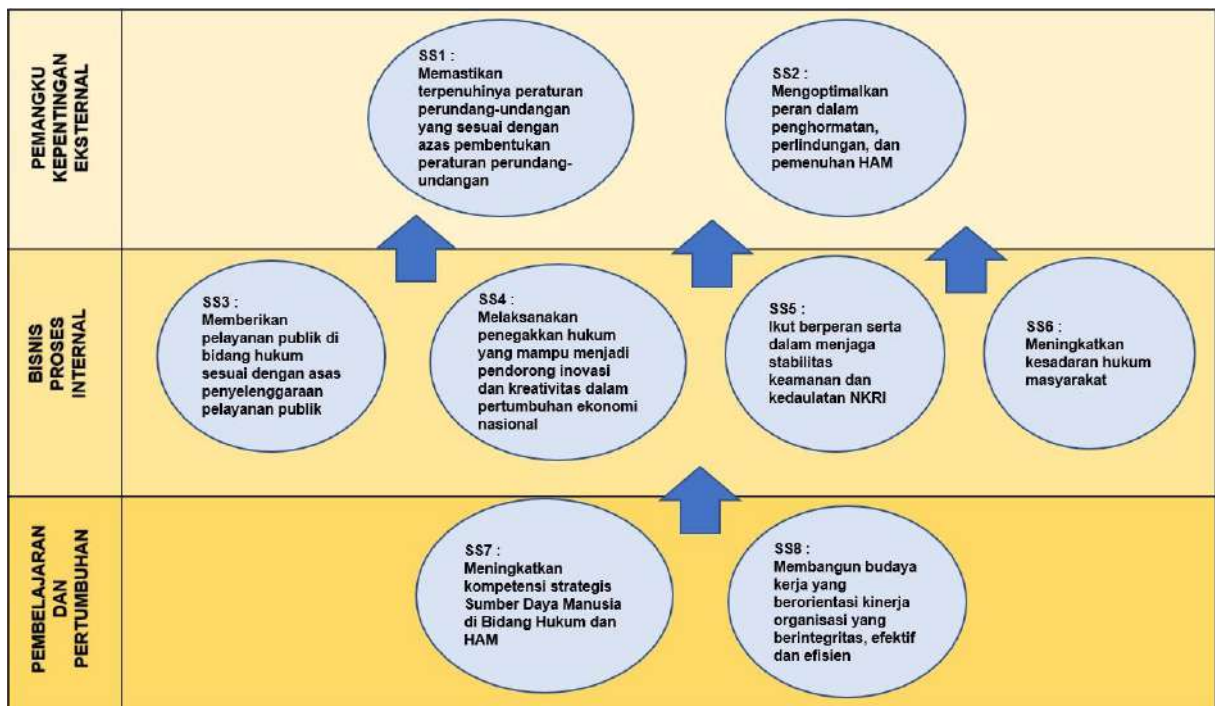 PEMANGKU
KEPENTINGAN
EKSTERNAL
SS1 :
Memastikan
terpenuhinya peraturan
perundang-undangan
yang sesuai dengan
azas pembentukan
peraturan perundang-
undangan
SS2 :
Mengoptimalkan
peran dalam
penghormatan,
perlindungan, dan
pemenuhan HAM
BISNIS
PROSES
INTERNAL
SS3 :
Memberikan
pelayanan publik di
bidang hukum
sesuai dengan asas
penyelenggaraan
pelayanan publik
SS4 :
Melaksanakan
penegakkan hukum
yang mampu menjadi
pendorong inovasi
dan kreativitas dalam
pertumbuhan ekonomi
nasional
SS5 :
Ikut berperan serta
dalam menjaga
stabilitas
keamanan dan
kedaulatan NKRI
SS6 :
Meningkatkan
kesadaran hukum
masyarakat
PEMBELAJARAN
DAN
PERTUMBUHAN
SS7 :
Meningkatkan
kompetensi strategis
Sumber Daya Manusia
di Bidang Hukum dan
HAM
SS8 :
Membangun budaya
kerja yang
berorientasi kinerja
organisasi yang
berintegritas, efektif
dan efisien